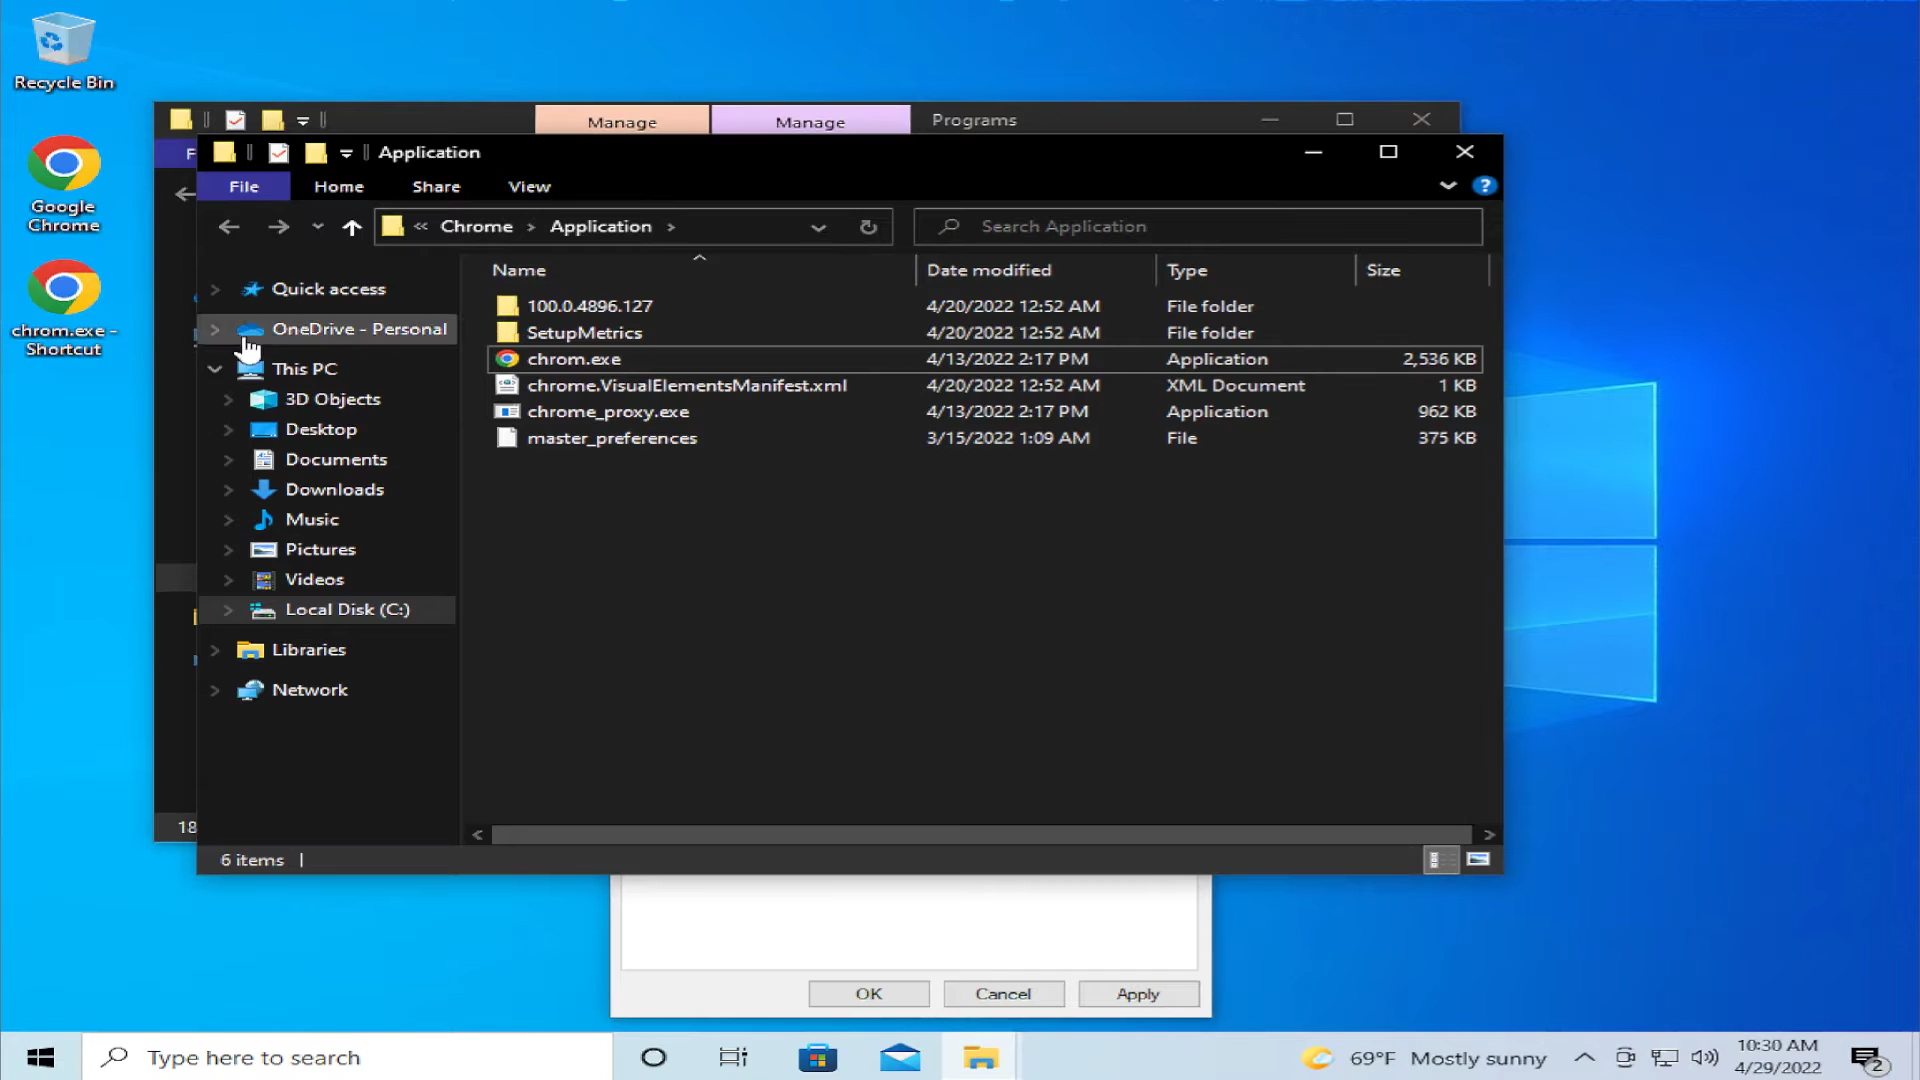 Recycle Bin
Google
Chrome
chrom.exe -
Shortcut
Manage
Manage
Programs
F
Application
File
Home
Share
View
?
«
Chrome
Application
Search Application
Name
Date modified
Type
Size
Quick access
OneDrive - Personal
This PC
3D Objects
Desktop
Documents
Downloads
Music
Pictures
Videos
Local Disk (C:)
Libraries
Network
100.0.4896.127 4/20/2022 12:52 AM File folder
SetupMetrics 4/20/2022 12:52 AM File folder
chrom.exe 4/13/2022 2:17 PM Application 2,536 KB
chrome.VisualElementsManifest.xml 4/20/2022 12:52 AM XML Document 1 KB
chrome_proxy.exe 4/13/2022 2:17 PM Application 962 KB
master_preferences 3/15/2022 1:09 AM File 375 KB
18
6 items
OK
Cancel
Apply
Type here to search
69°F Mostly sunny
10:30 AM
4/29/2022
2